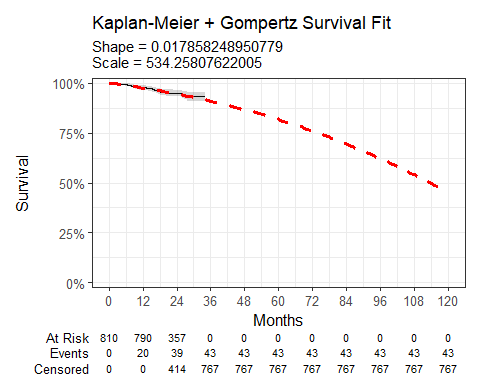 Kaplan-Meier + Gompertz Survival Fit
Shape = 0.017858248950779
Scale = 534.25807622005
100%
75%
50%
25%
0%
Survival
0 12 24 36 48 60 72 84 96 108 120
Months
At Risk 810 790 357 0 0 0 0 0 0 0 0
Events 0 20 39 43 43 43 43 43 43 43 43
Censored 0 0 414 767 767 767 767 767 767 767 767